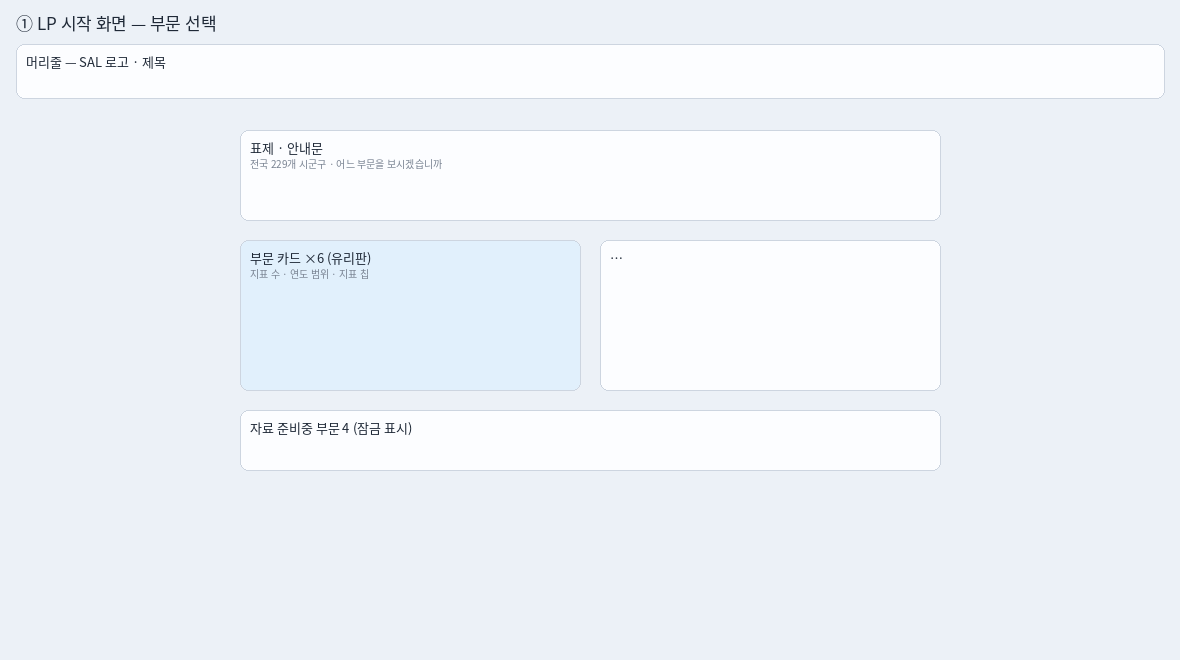 ① LP 시작 화면 — 부문 선택
머리줄 — SAL 로고 · 제목
표제 · 안내문
전국 229개 시군구 · 어느 부문을 보시겠습니까
부문 카드 ×6 (유리판)
지표 수 · 연도 범위 · 지표 칩
…
자료 준비중 부문 4 (잠금 표시)